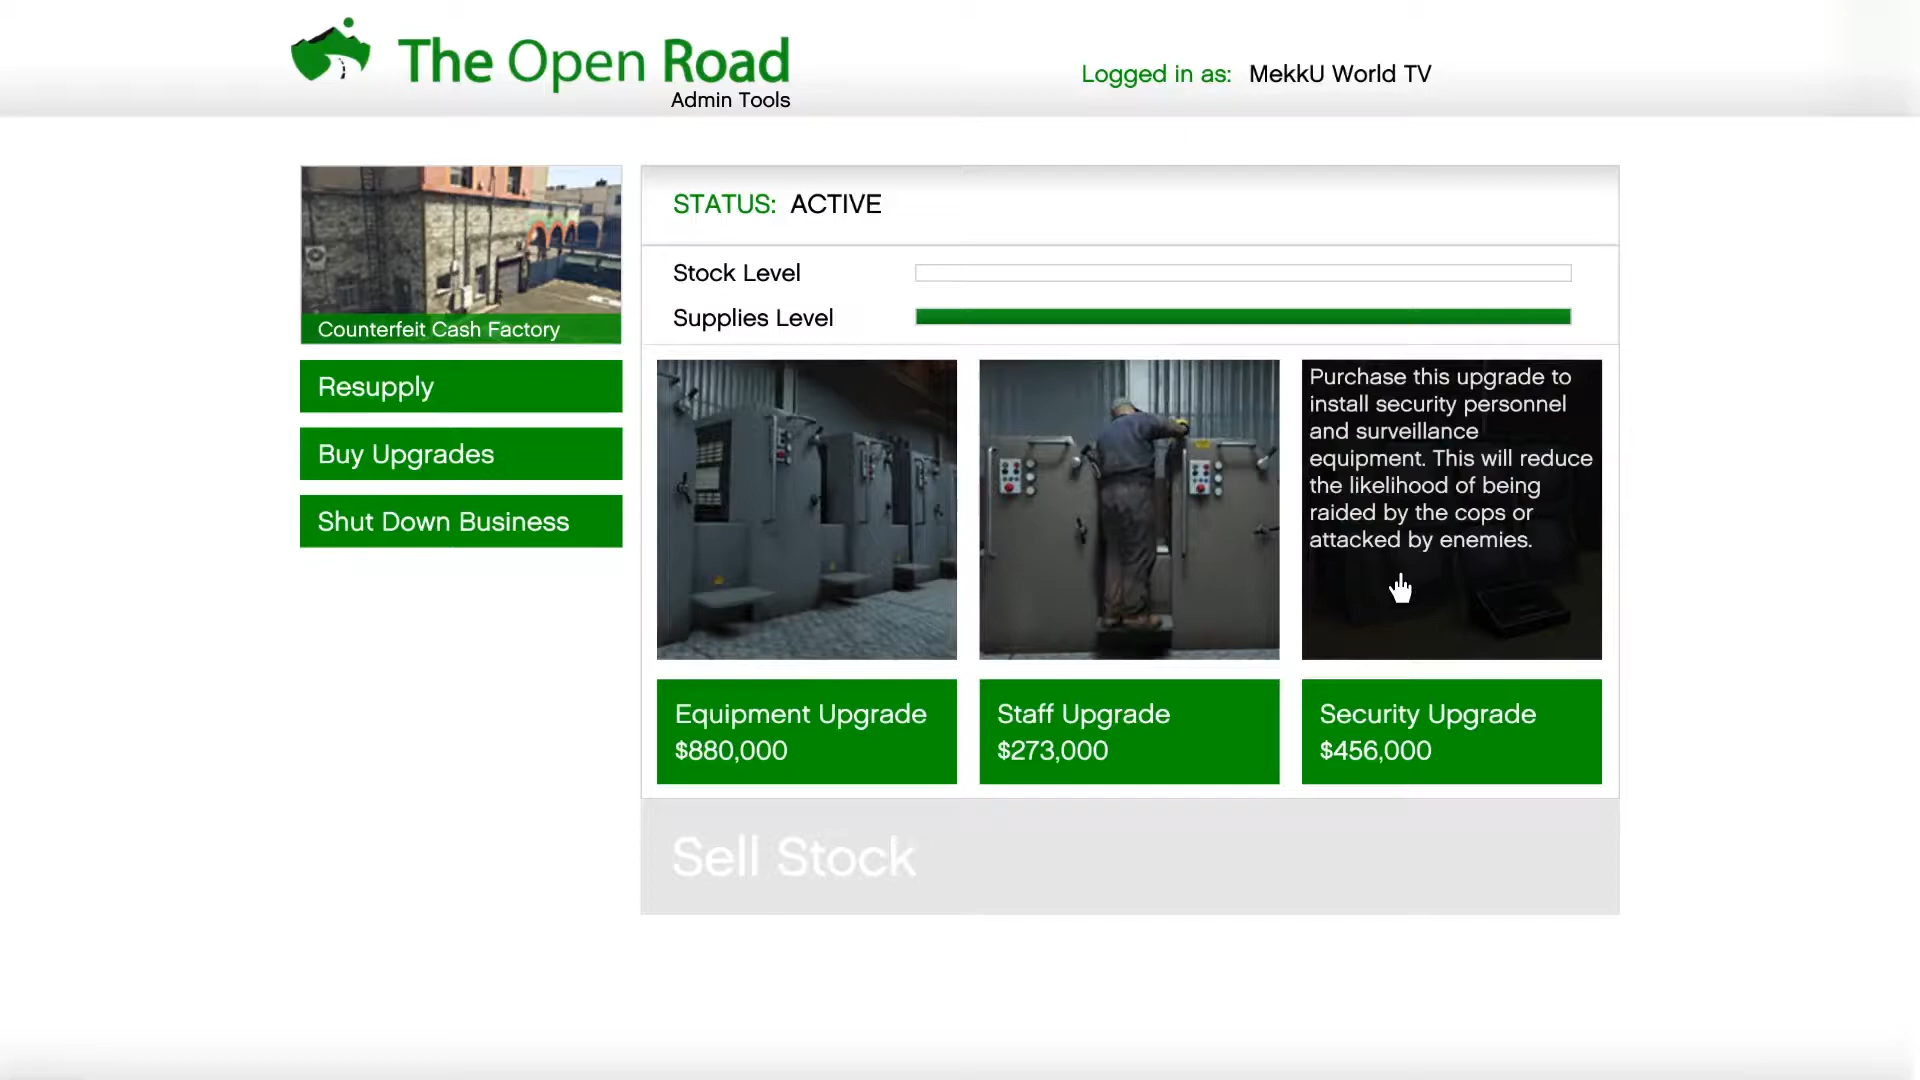 The Open Road
Admin Tools
Logged in as: MekkU World TV
Counterfeit Cash Factory
Resupply
Buy Upgrades
Shut Down Business
STATUS: ACTIVE
Stock Level
Supplies Level
Purchase this upgrade to
install security personnel
and surveillance
equipment. This will reduce
the likelihood of being
raided by the cops or
attacked by enemies.
Equipment Upgrade
$880,000
Staff Upgrade
$273,000
Security Upgrade
$456,000
Sell Stock